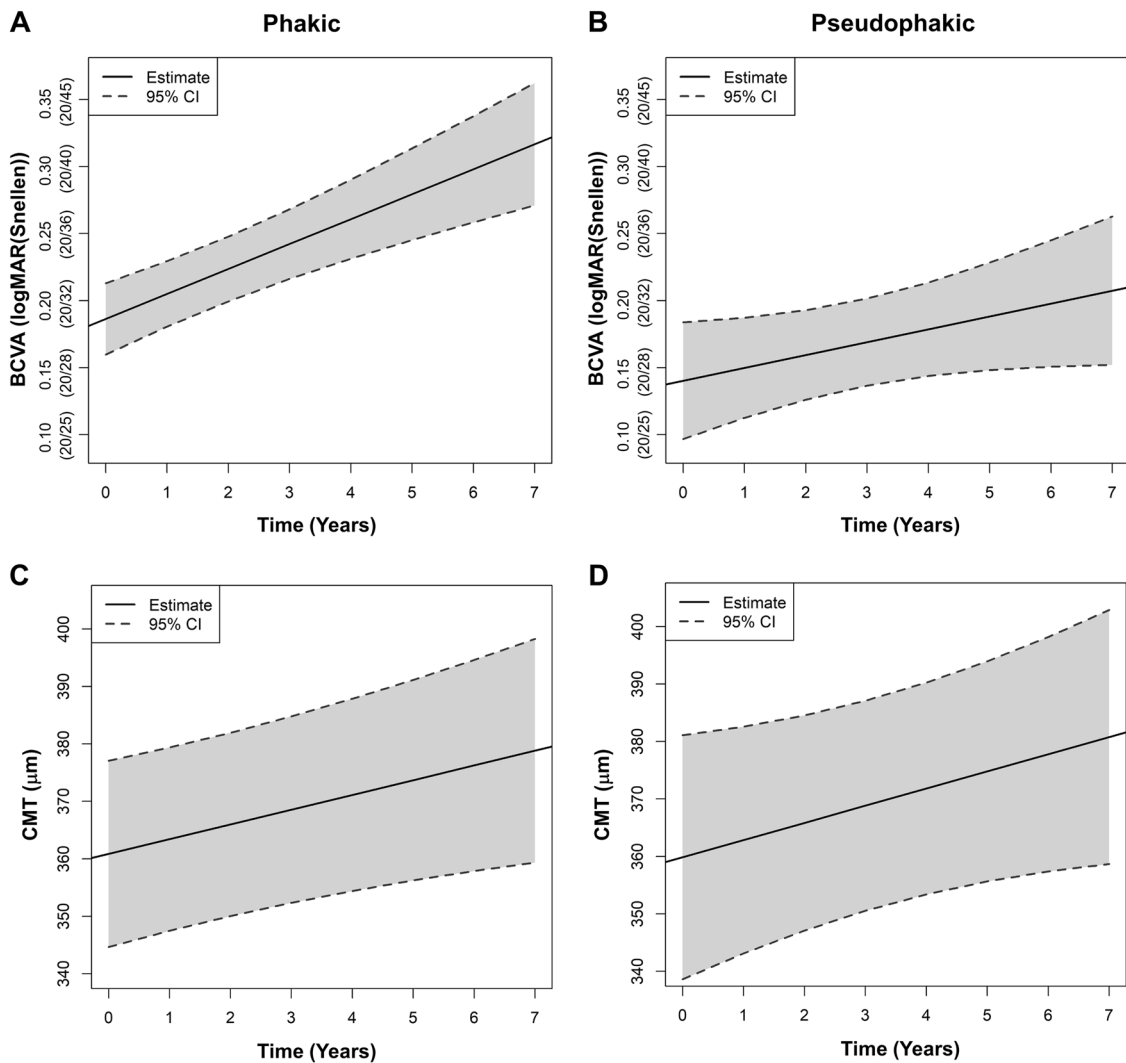 A
Phakic
Estimate
95% CI
BCVA (logMAR(Snellen))
0.35
(20/45)
0.30
(20/40)
0.25
(20/36)
0.20
(20/32)
0.15
(20/28)
0.10
(20/25)
0 1 2 3 4 5 6 7
Time (Years)
B
Pseudophakic
Estimate
95% CI
BCVA (logMAR(Snellen))
0.35
(20/45)
0.30
(20/40)
0.25
(20/36)
0.20
(20/32)
0.15
(20/28)
0.10
(20/25)
0 1 2 3 4 5 6 7
Time (Years)
C
Estimate
95% CI
CMT (μm)
400
390
380
370
360
350
340
0 1 2 3 4 5 6 7
Time (Years)
D
Estimate
95% CI
CMT (μm)
400
390
380
370
360
350
340
0 1 2 3 4 5 6 7
Time (Years)